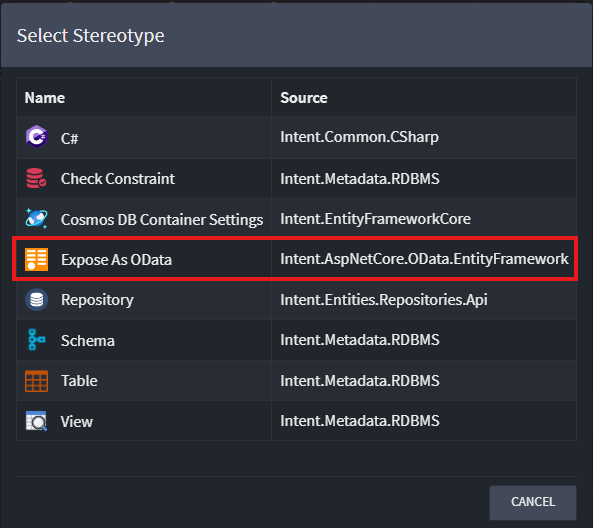 Select Stereotype
Name Source
C# Intent.Common.CSharp
Check Constraint Intent.Metadata.RDBMS
Cosmos DB Container Settings Intent.EntityFrameworkCore
Expose As OData Intent.AspNetCore.OData.EntityFramework
Repository Intent.Entities.Repositories.Api
Schema Intent.Metadata.RDBMS
Table Intent.Metadata.RDBMS
View Intent.Metadata.RDBMS
CANCEL